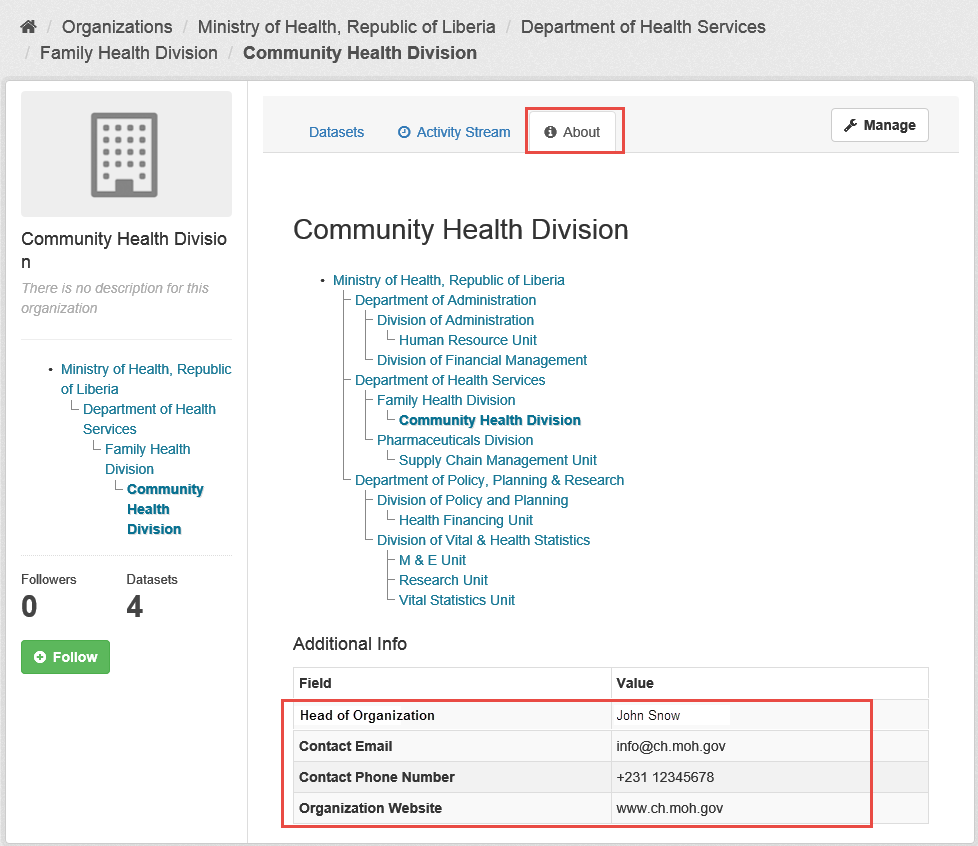 / Organizations / Ministry of Health, Republic of Liberia / Department of Health Services
/ Family Health Division / Community Health Division
Community Health Divisio
n
There is no description for this
organization
• Ministry of Health, Republic
of Liberia
Department of Health
Services
Family Health
Division
Community
Health
Division
Followers Datasets
0 4
Follow
Datasets Activity Stream About Manage
Community Health Division
• Ministry of Health, Republic of Liberia
Department of Administration
Division of Administration
Human Resource Unit
Division of Financial Management
Department of Health Services
Family Health Division
Community Health Division
Pharmaceuticals Division
Supply Chain Management Unit
Department of Policy, Planning & Research
Division of Policy and Planning
Health Financing Unit
Division of Vital & Health Statistics
M & E Unit
Research Unit
Vital Statistics Unit
Additional Info
Field Value
Head of Organization John Snow
Contact Email info@ch.moh.gov
Contact Phone Number +231 12345678
Organization Website www.ch.moh.gov